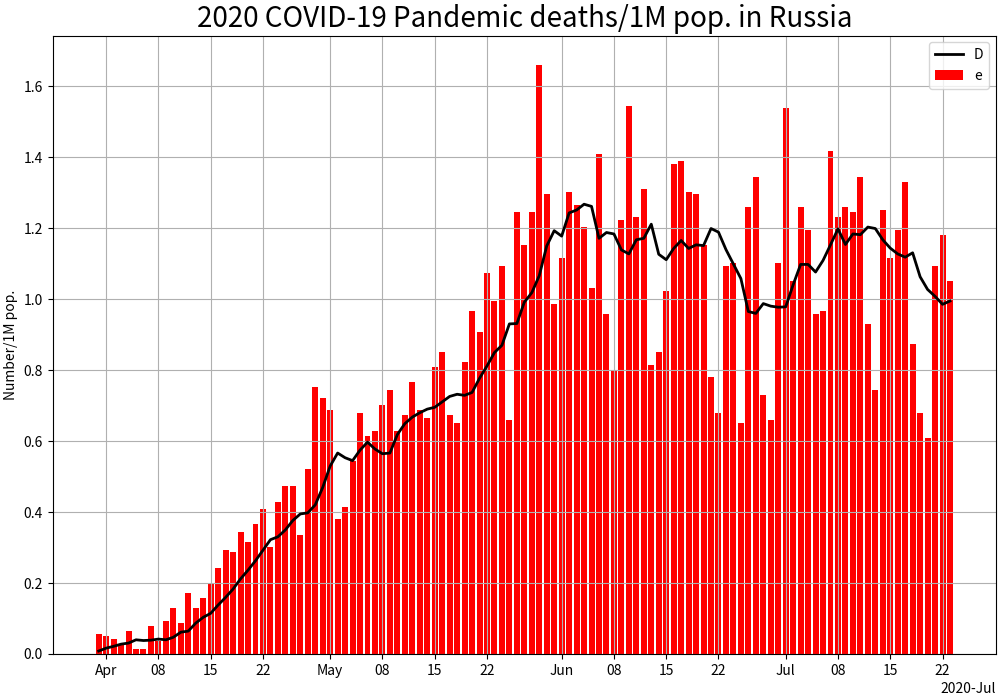 2020 COVID-19 Pandemic deaths/1M pop. in Russia
D
e
Number/1M pop.
1.6
1.4
1.2
1.0
0.8
0.6
0.4
0.2
0.0
Apr 08 15 22 May 08 15 22 Jun 08 15 22 Jul 08 15 22
2020-Jul